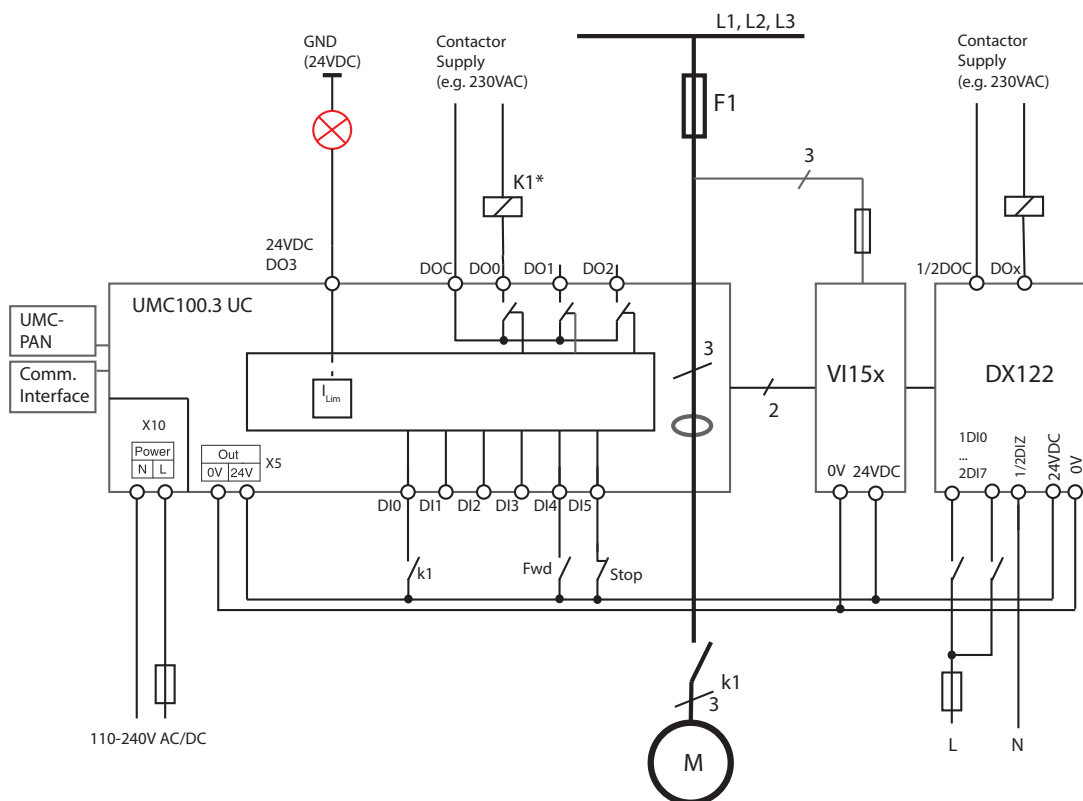 L1, L2, L3
GND
(24VDC)
Contactor
Supply
(e.g. 230VAC)
Contactor
Supply
(e.g. 230VAC)
F1
3
K1*
24VDC
DO3
DOC
DO0
DO1
DO2
1/2DOC
DOx
UMC100.3 UC
UMC-
PAN
Comm.
Interface
3
VI15x
DX122
2
ILim
X10
Power
N
L
Out
0V
24V
X5
0V
24VDC
1DI0
...
2DI7
1/2DIZ
24VDC
0V
DI0
DI1
DI2
DI3
DI4
DI5
k1
Fwd
Stop
k1
3
110-240V AC/DC
M
L
N